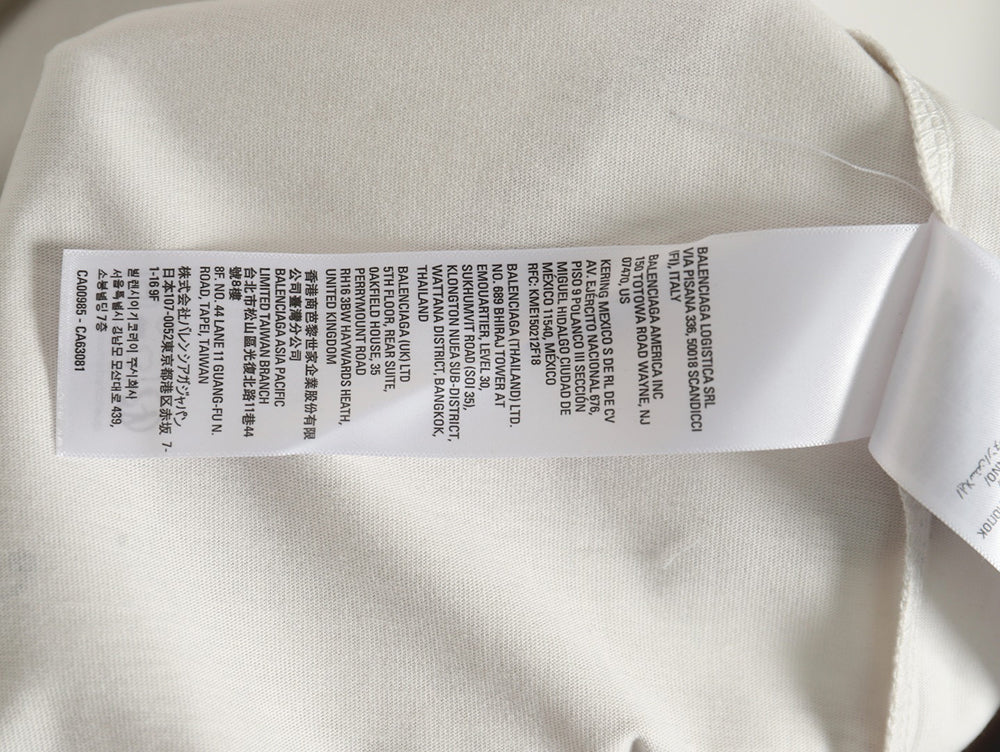 BALENCIAGA LOGISTICA SRL
VIA PISANA 336, 50018 SCANDICCI
(FI), ITALY
BALENCIAGA AMERICA INC
150 TOTOWA ROAD WAYNE, NJ
07470, US
KERING MEXICO S DE RL DE CV
AV. EJÉRCITO NACIONAL 676,
PISO 9 POLANCO III SECCIÓN
MIGUEL HIDALGO CIUDAD DE
MÉXICO 11540, MÉXICO
RFC: KME150212F18
BALENCIAGA (THAILAND) LTD.
NO. 689 BHIRAJ TOWER AT
EMQUARTIER, LEVEL 30,
SUKHUMVIT ROAD (SOI 35),
KLONGTON NUEA SUB-DISTRICT,
WATTANA DISTRICT, BANGKOK,
THAILAND
BALENCIAGA (UK) LTD
5TH FLOOR, REAR SUITE,
OAKFIELD HOUSE, 35
PERRYMOUNT ROAD
RH16 3BW HAYWARDS HEATH,
UNITED KINGDOM
香港商芭黎世家企業股份有限
公司臺灣分公司
BALENCIAGA ASIA PACIFIC
LIMITED TAIWAN BRANCH
台北市松山區光復北路11巷44
號8樓
8F. NO. 44 LANE 11 GUANG-FU N.
ROAD, TAPEI, TAIWAN
株式会社バレンシアガジャパン
日本107-0052東京都港区赤坂 7-
1-16 9F
발렌시아가코리아 주식회사
서울특별시 강남구 도산대로 439,
소봉빌딩 7층
CA00985 - CA63081